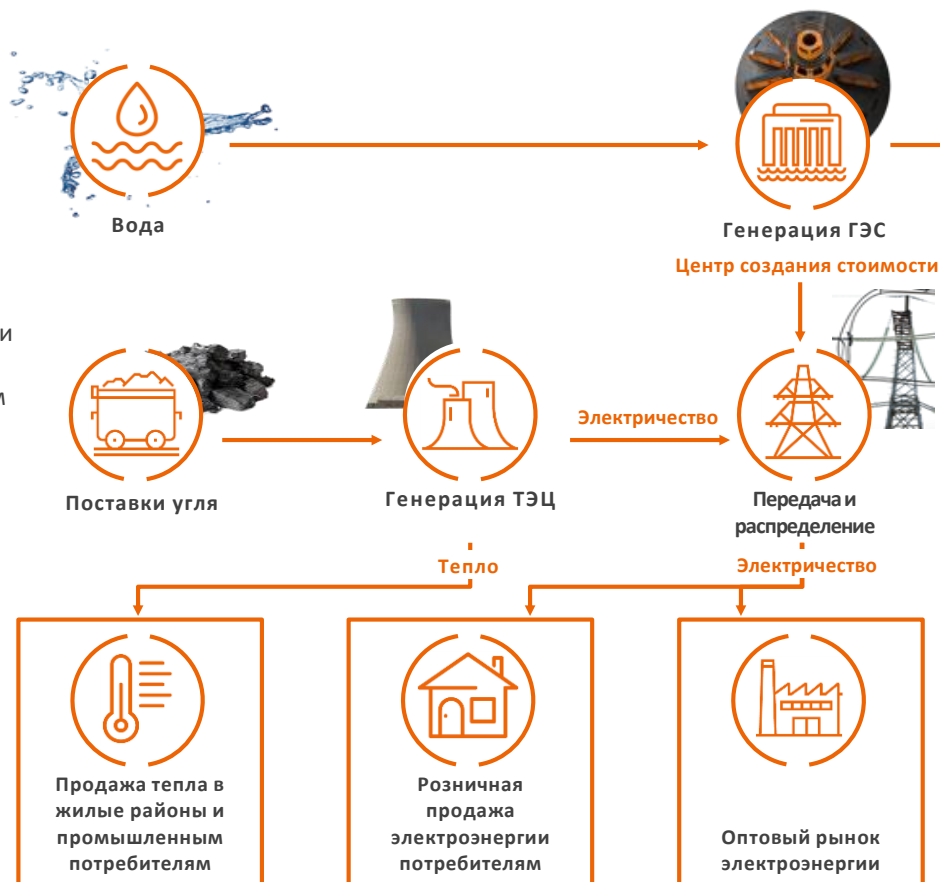 Вода
Генерация ГЭС
Центр создания стоимости
и
м
Электричество
Поставки угля
Генерация ТЭЦ
Передача и
распределение
Тепло
Электричество
Продажа тепла в
жилые районы и
промышленным
потребителям
Розничная
продажа
электроэнергии
потребителям
Оптовый рынок
электроэнергии